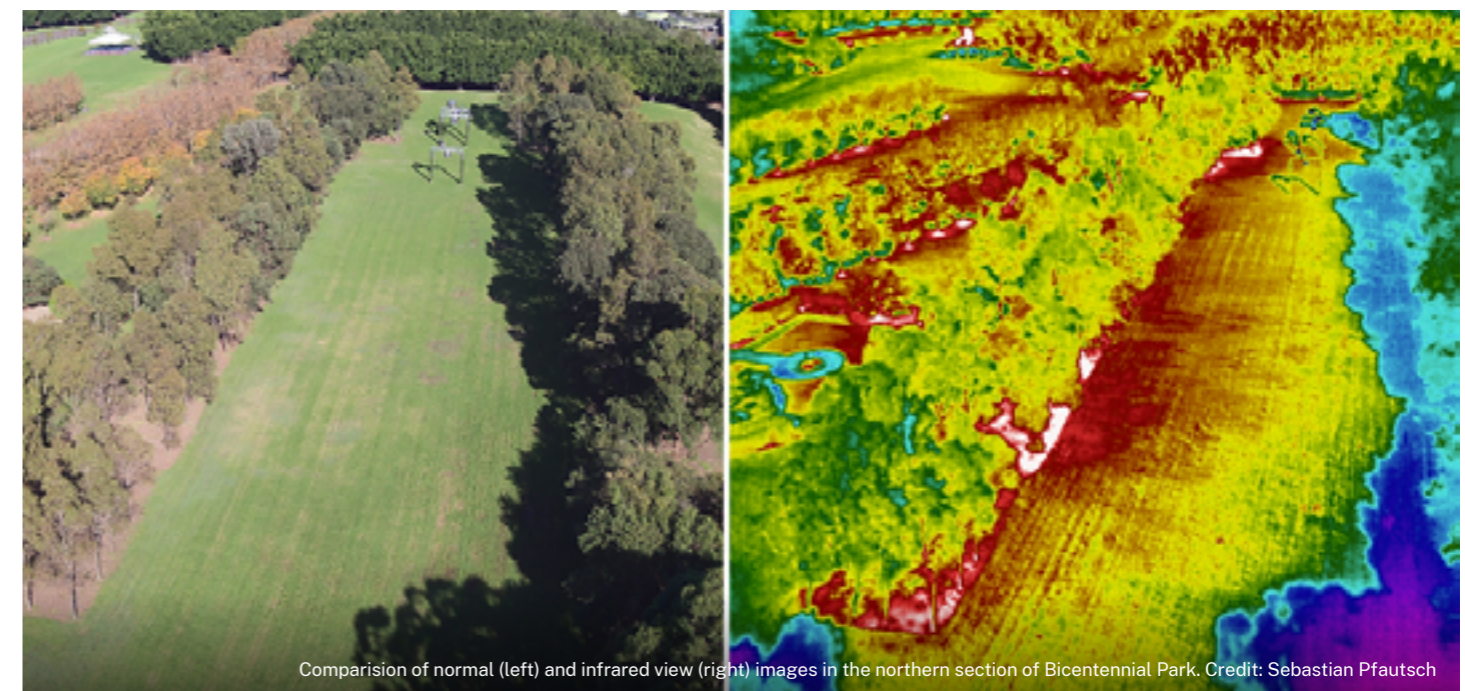 Comparision of normal (left) and infrared view (right) images in the northern section of Bicentennial Park. Credit: Sebastian Pfautsch